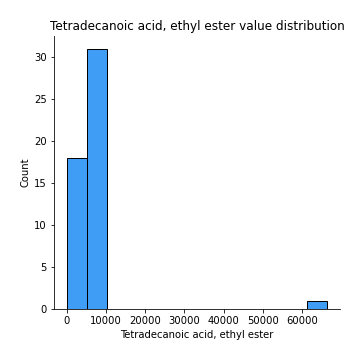 Tetradecanoic acid, ethyl ester value distribution
30
25
20
15
10
5
0
Count
0 10000 20000 30000 40000 50000 60000
Tetradecanoic acid, ethyl ester